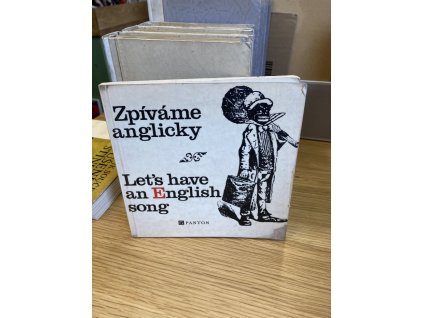 Zpíváme
anglicky
Let's have
an English
song
PANTON